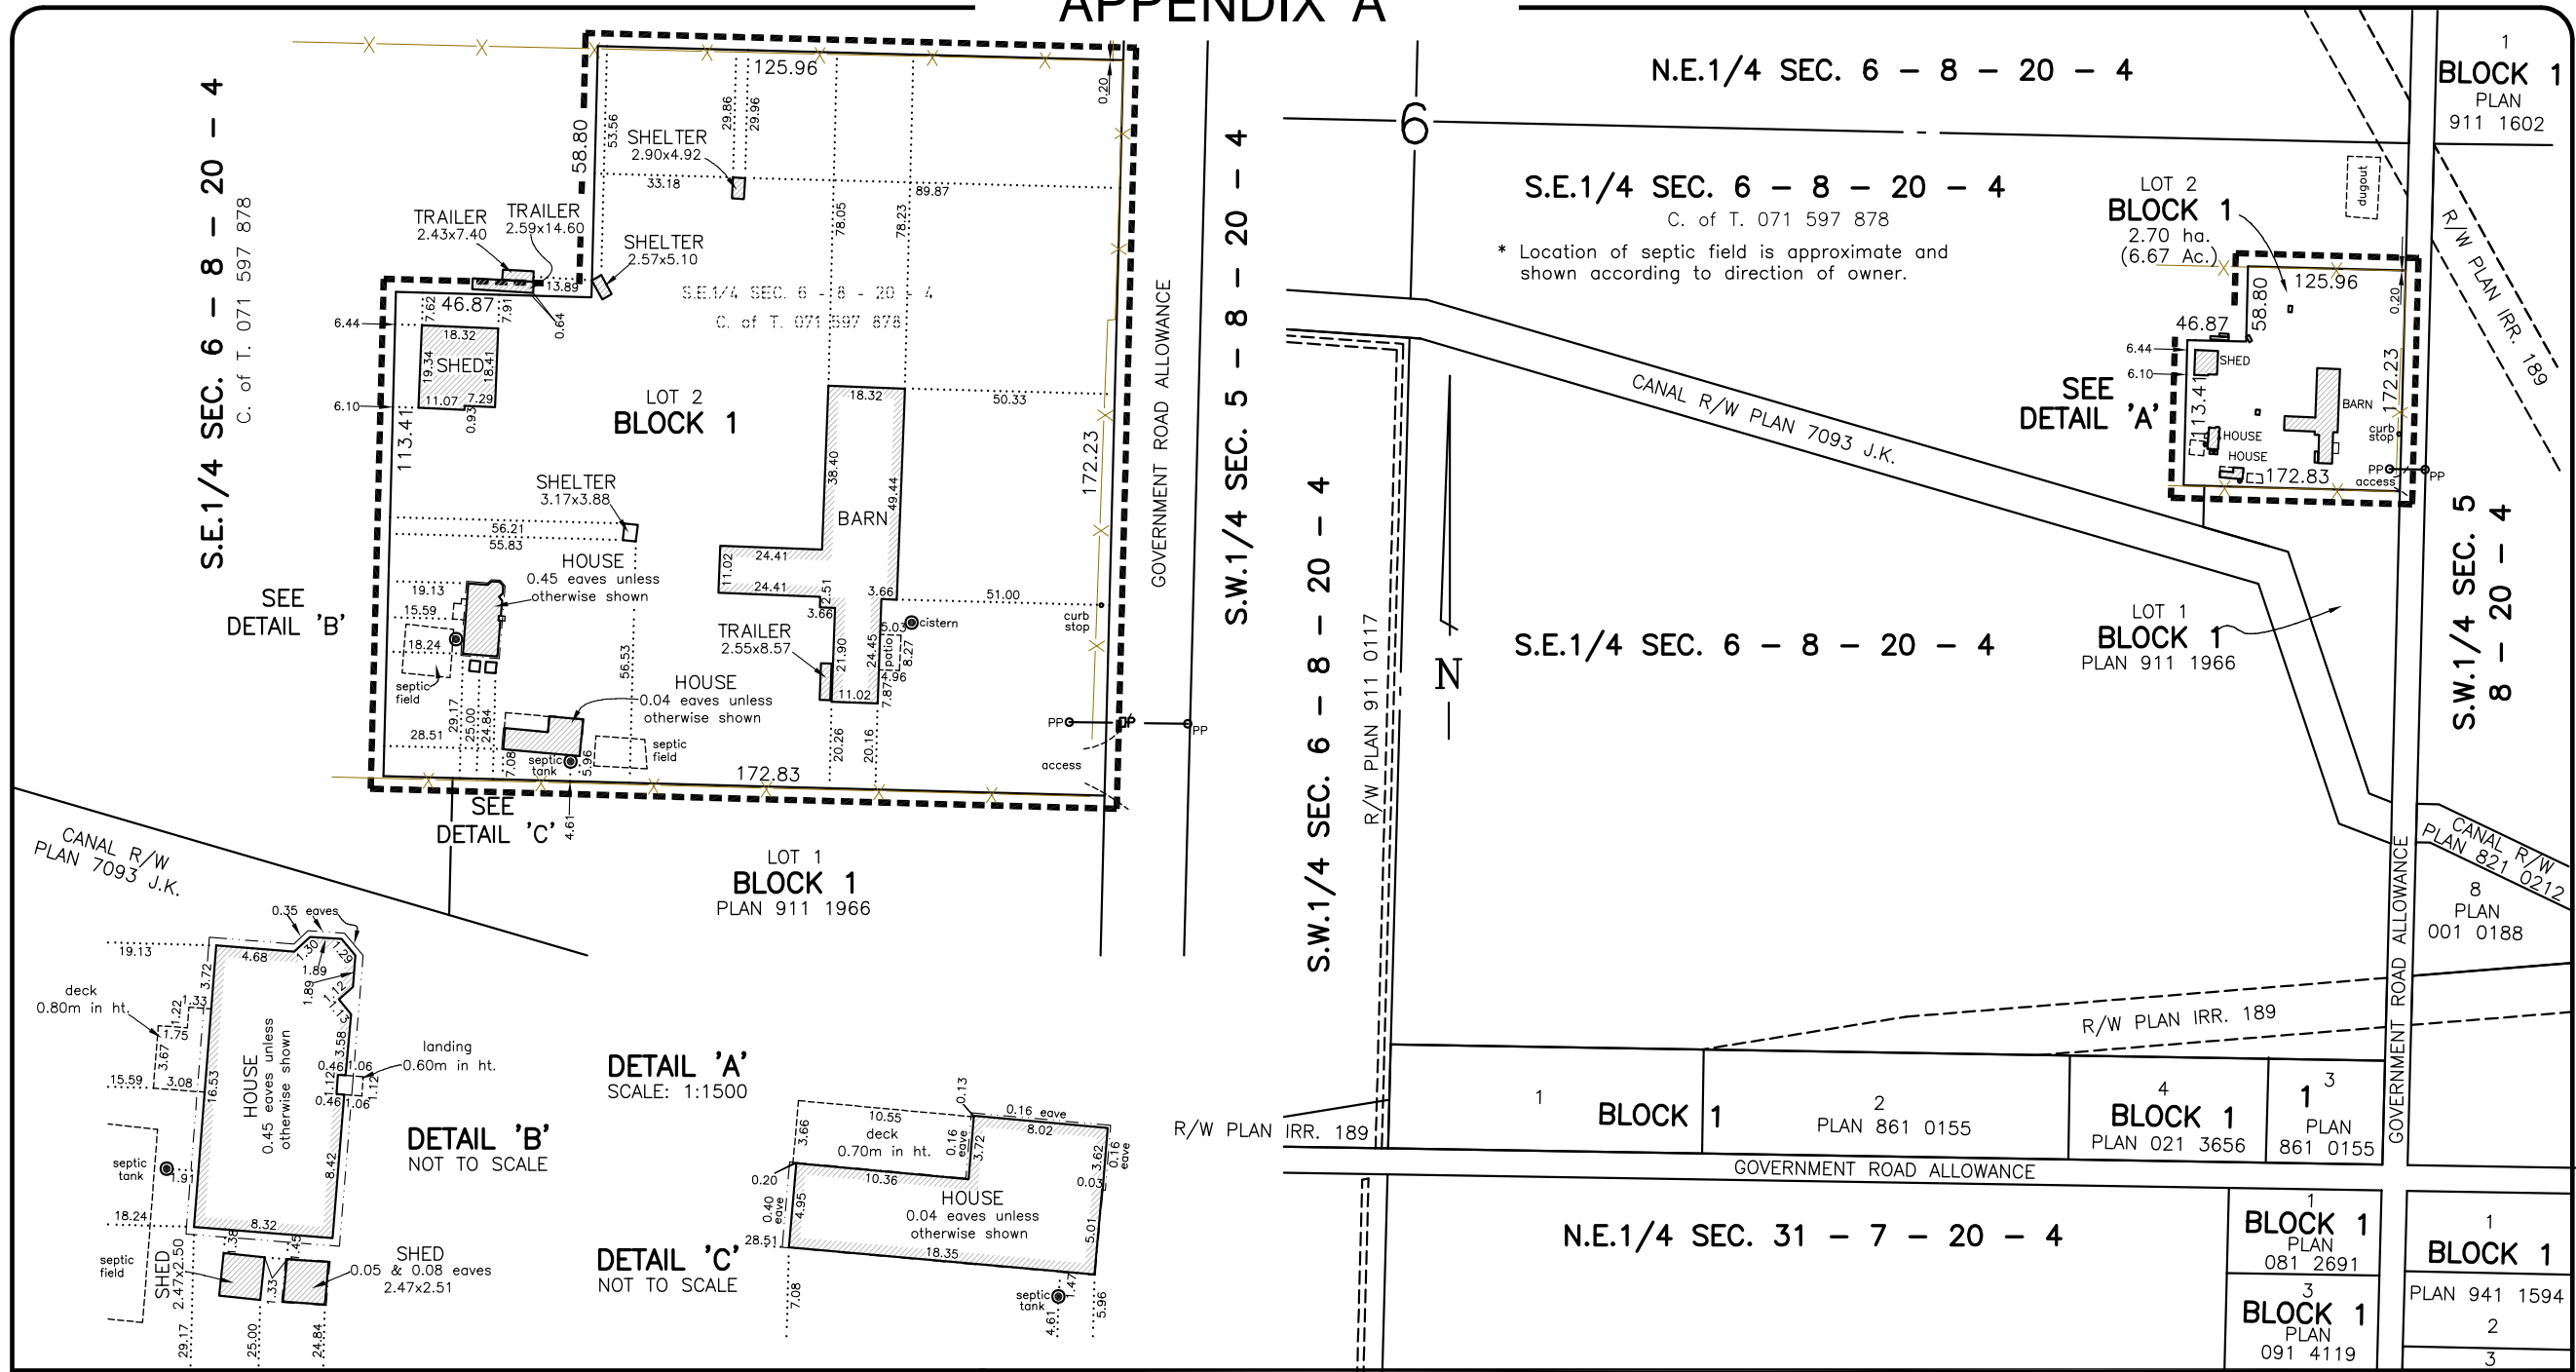 APPENDIX 'A'
125.96
0.20
58.80
53.56
29.86
29.96
SHELTER
2.90x4.92
33.18
89.87
78.05
78.23
S.E.1/4 SEC. 6 - 8 - 20 - 4
C. of T. 071 597 878
TRAILER
2.43x7.40
TRAILER
2.59x14.60
SHELTER
2.57x5.10
13.89
46.87
7.62
7.91
0.64
6.44
18.32
SHED
19.34
18.41
11.07
7.29
0.93
6.10
113.41
S.E.1/4 SEC. 6 - 8 - 20 - 4
C. of T. 071 597 878
LOT 2
BLOCK 1
18.32
50.33
38.40
49.44
BARN
24.41
11.02
24.41
2.51
3.66
3.66
51.00
172.23
GOVERNMENT ROAD ALLOWANCE
S.W.1/4 SEC. 5 - 8 - 20 - 4
SHELTER
3.17x3.88
56.21
55.83
HOUSE
0.45 eaves unless
otherwise shown
19.13
15.59
18.24
septic
field
SEE
DETAIL 'B'
56.53
TRAILER
2.55x8.57
21.90
24.45
5.03
cistern
patio
8.27
4.96
7.87
11.02
curb
stop
HOUSE
0.04 eaves unless
otherwise shown
29.17
25.00
24.84
28.51
7.08
septic
tank
5.96
septic
field
20.26
20.16
PP
PP
access
172.83
4.61
SEE
DETAIL 'C'
CANAL R/W
PLAN 7093 J.K.
LOT 1
BLOCK 1
PLAN 911 1966
0.35 eaves
19.13
4.68
1.30
1.29
1.89
1.89
1.12
1.13
3.72
deck
0.80m in ht.
1.33
1.22
1.75
3.67
15.59
3.08
16.53
HOUSE
0.45 eaves unless
otherwise shown
3.58
0.46
1.06
1.12
1.12
0.46
1.06
landing
0.60m in ht.
8.42
septic
tank
1.91
18.24
8.32
septic
field
SHED
2.47x2.50
1.38
1.45
1.33
SHED
0.05 & 0.08 eaves
2.47x2.51
29.17
25.00
24.84
DETAIL 'B'
NOT TO SCALE
DETAIL 'A'
SCALE: 1:1500
0.13
0.16 eave
10.55
8.02
3.66
deck
0.70m in ht.
0.16
eave
3.72
3.62
0.16
eave
0.20
10.36
0.03
0.40
eave
4.95
HOUSE
0.04 eaves unless
otherwise shown
5.01
28.51
18.35
7.08
septic
tank
1.47
4.61
5.96
DETAIL 'C'
NOT TO SCALE
N.E.1/4 SEC. 6 - 8 - 20 - 4
6
S.E.1/4 SEC. 6 - 8 - 20 - 4
C. of T. 071 597 878
* Location of septic field is approximate and
shown according to direction of owner.
1
BLOCK 1
PLAN
911 1602
dugout
LOT 2
BLOCK 1
2.70 ha.
(6.67 Ac.)
R/W PLAN IRR. 189
125.96
0.20
58.80
46.87
6.44
SHED
6.10
113.41
172.23
BARN
SEE
DETAIL 'A'
curb
stop
HOUSE
HOUSE
172.83
PP
PP
access
CANAL R/W PLAN 7093 J.K.
S.W.1/4 SEC. 5
8 - 20 - 4
S.W.1/4 SEC. 6 - 8 - 20 - 4
R/W PLAN 911 0117
N
S.E.1/4 SEC. 6 - 8 - 20 - 4
LOT 1
BLOCK 1
PLAN 911 1966
CANAL R/W
PLAN 821 0212
8
PLAN
001 0188
GOVERNMENT ROAD ALLOWANCE
R/W PLAN IRR. 189
R/W PLAN IRR. 189
1
BLOCK 1
2
PLAN 861 0155
4
BLOCK 1
PLAN 021 3656
3
1
PLAN
861 0155
GOVERNMENT ROAD ALLOWANCE
N.E.1/4 SEC. 31 - 7 - 20 - 4
1
BLOCK 1
PLAN
081 2691
3
BLOCK 1
PLAN
091 4119
1
BLOCK 1
PLAN 941 1594
2
3